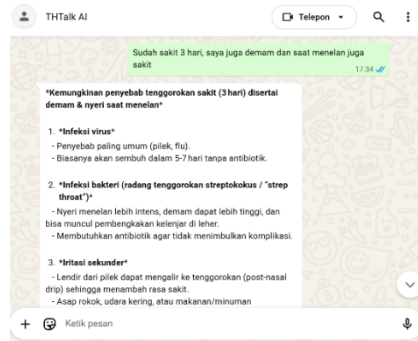 THTalk AI
Telepon
Sudah sakit 3 hari, saya juga demam dan saat menelan juga
sakit
17.34
*Kemungkinan penyebab tenggorokan sakit (3 hari) disertai
demam & nyeri saat menelan*
1. *Infeksi virus*
- Penyebab paling umum (pilek, flu).
- Biasanya akan sembuh dalam 5-7 hari tanpa antibiotik.
2. *Infeksi bakteri (radang tenggorokan streptokokus / "strep
throat")*
- Nyeri menelan lebih intens, demam dapat lebih tinggi, dan
bisa muncul pembengkakan kelenjar di leher.
- Membutuhkan antibiotik agar tidak menimbulkan komplikasi.
3. *Iritasi sekunder*
- Lendir dari pilek dapat mengalir ke tenggorokan (post-nasal
drip) sehingga menambah rasa sakit.
- Asap rokok, udara kering, atau makanan/minuman
Ketik pesan